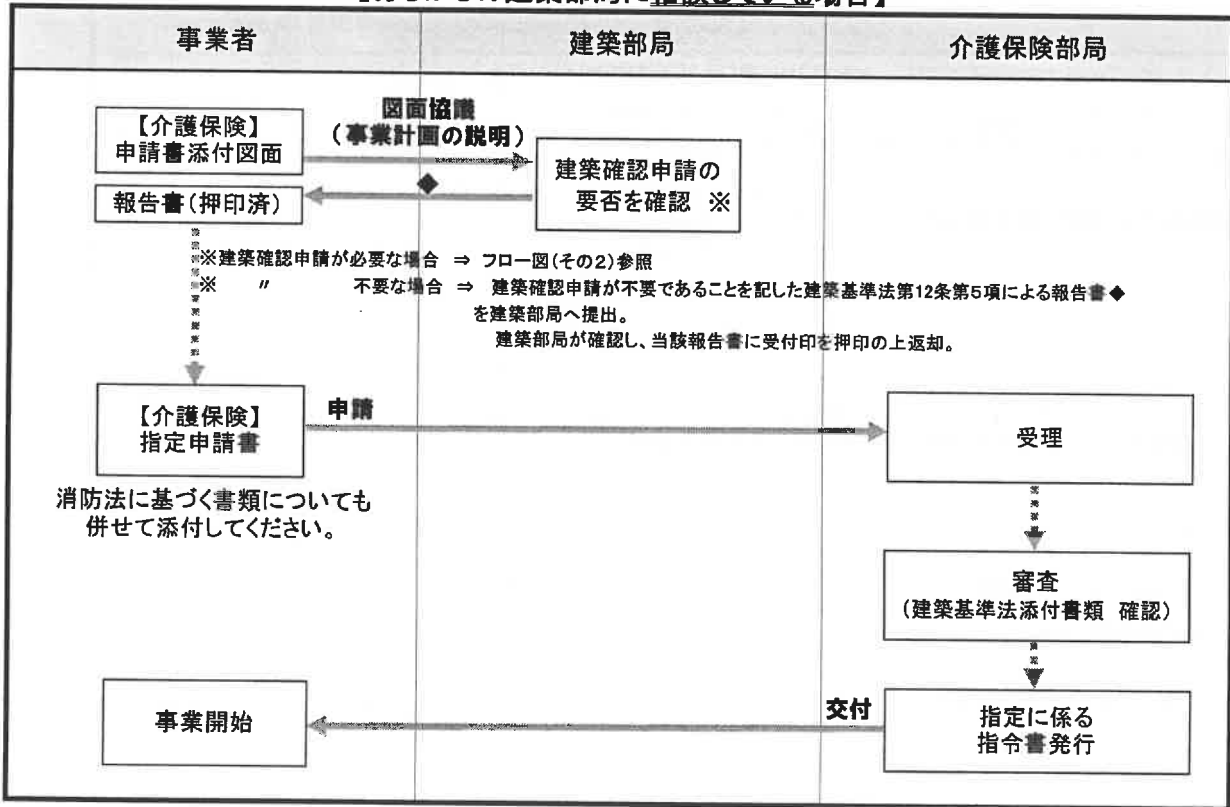 事業者
建築部局
介護保険部局
【介護保険】
申請書添付図面
図面協議
(事業計画の説明)
建築確認申請の
要否を確認 ※
◆
報告書(押印済)
※建築確認申請が必要な場合 ⇒ フロー図(その2)参照
※ 〃 不要な場合 ⇒ 建築確認申請が不要であることを記した建築基準法第12条第5項による報告書◆
を建築部局へ提出。
建築部局が確認し、当該報告書に受付印を押印の上返却。
【介護保険】
指定申請書
申請
受理
消防法に基づく書類についても
併せて添付してください。
審査
(建築基準法添付書類 確認)
事業開始
交付
指定に係る
指令書発行